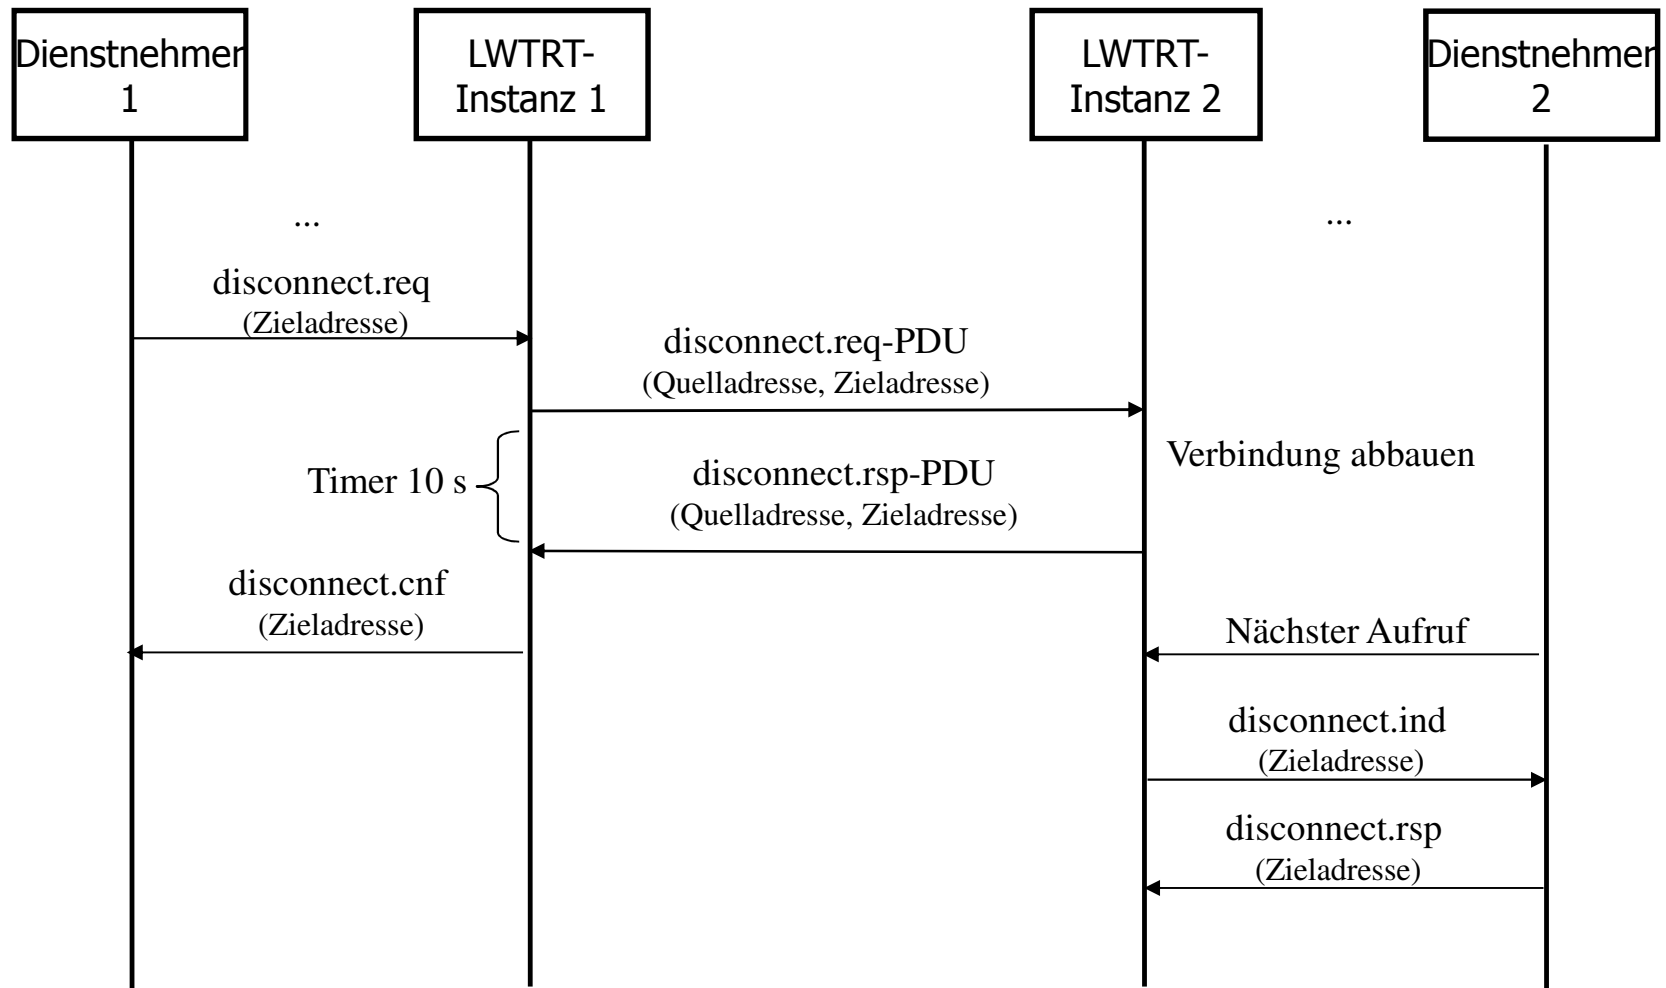 Dienstnehmer
1
LWTRT-
Instanz 1
LWTRT-
Instanz 2
Dienstnehmer
2
...
...
disconnect.req
(Zieladresse)
disconnect.req-PDU
(Quelladresse, Zieladresse)
Verbindung abbauen
Timer 10 s
disconnect.rsp-PDU
(Quelladresse, Zieladresse)
disconnect.cnf
(Zieladresse)
Nächster Aufruf
disconnect.ind
(Zieladresse)
disconnect.rsp
(Zieladresse)